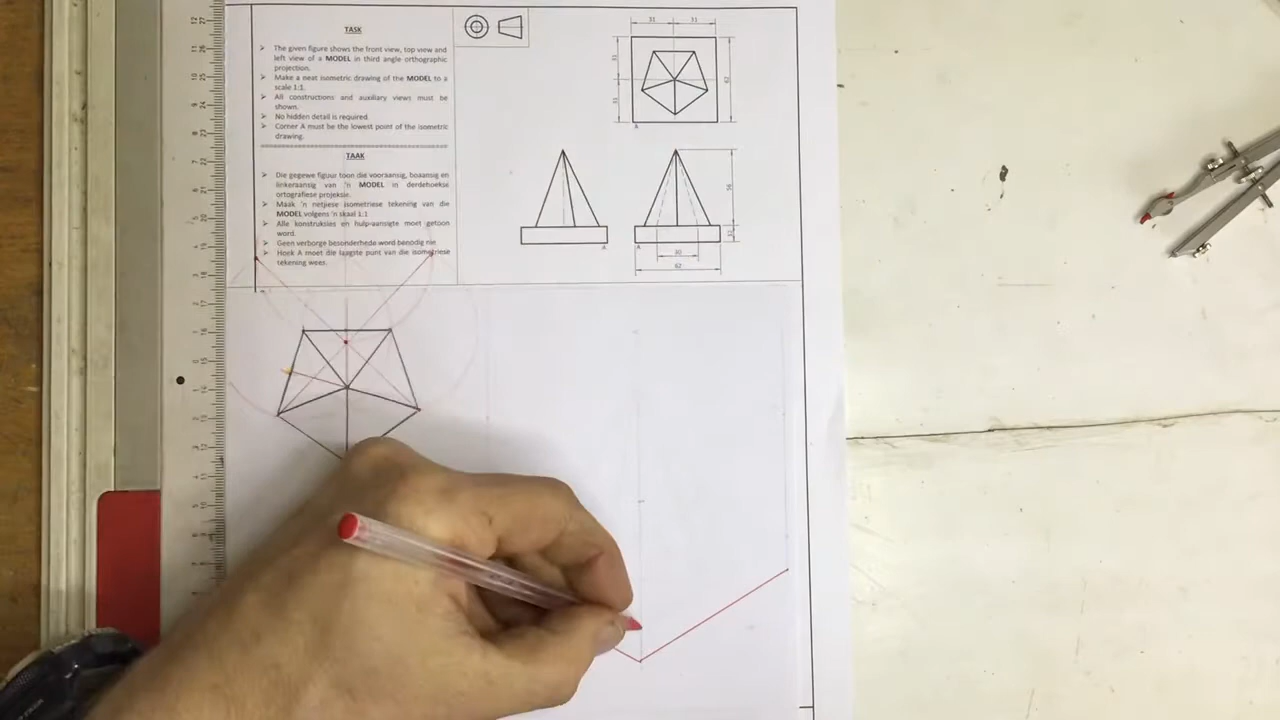 TASK
➢ The given figure shows the front view, top view and
left view of a MODEL in third angle orthographic
projection.
➢ Make a neat isometric drawing of the MODEL to a
scale 1:1.
➢ All constructions and auxiliary views must be
shown.
➢ No hidden detail is required.
➢ Corner A must be the lowest point of the isometric
drawing.
TAAK
➢ Die gegewe figuur toon die vooraansig, boaansig en
linkeraansig van 'n MODEL in derdehoekse
ortografiese projeksie.
➢ Maak 'n netjiese isometriese tekening van die
MODEL volgens 'n skaal 1:1
➢ Alle konstruksies en hulp-aansigte moet getoon
word.
➢ Geen verborge besonderhede word benodig nie
➢ Hoek A moet die laagste punt van die isometriese
tekening wees.
31 31
31
62
31
A
56
12
A
A
30
62